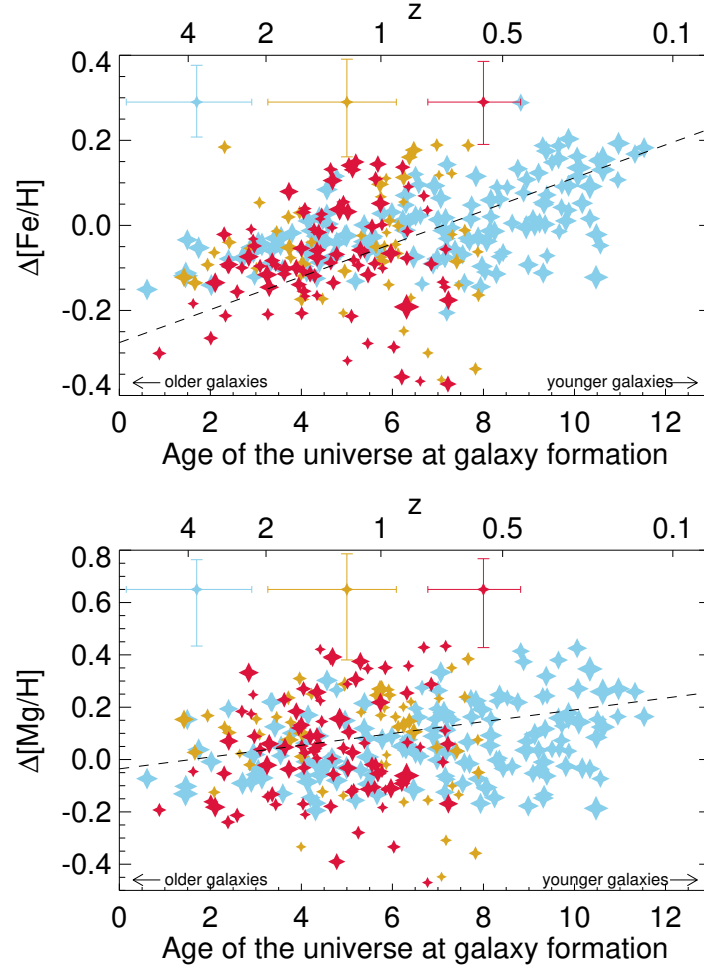 z
4 2 1 0.5 0.1
0.4
0.2
0.0
-0.2
-0.4
Δ[Fe/H]
older galaxies
younger galaxies
0 2 4 6 8 10 12
Age of the universe at galaxy formation
z
4 2 1 0.5 0.1
0.8
0.6
0.4
0.2
0.0
-0.2
-0.4
Δ[Mg/H]
older galaxies
younger galaxies
0 2 4 6 8 10 12
Age of the universe at galaxy formation